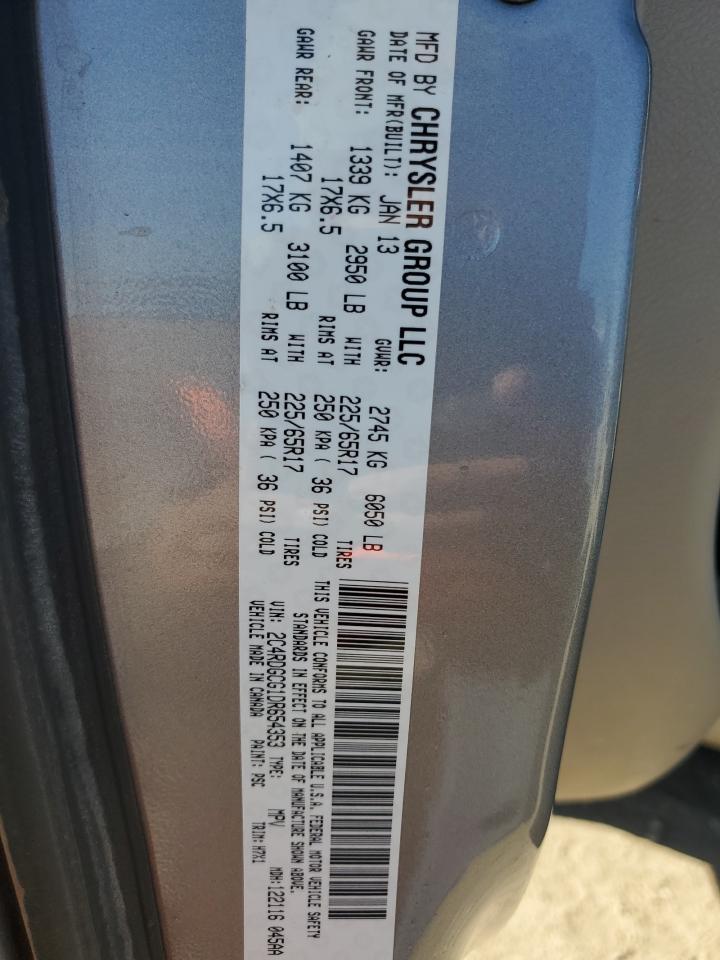 MFD BY CHRYSLER GROUP LLC
DATE OF MFR(BUILT): JAN 13 GVWR: 2745 KG 6050 LB
GAWR FRONT: 1339 KG 2950 LB WITH 225/65R17 TIRES
17X6.5 RIMS AT 250 KPA ( 36 PSI) COLD
GAWR REAR: 1407 KG 3100 LB WITH 225/65R17 TIRES
17X6.5 RIMS AT 250 KPA ( 36 PSI) COLD
THIS VEHICLE CONFORMS TO ALL APPLICABLE U.S.A. FEDERAL MOTOR VEHICLE SAFETY
STANDARDS IN EFFECT ON THE DATE OF MANUFACTURE SHOWN ABOVE.
VIN: 2C4RDGCG1DR654353 TYPE: MPV MDH:122116 045AA
VEHICLE MADE IN CANADA PAINT: PSC TRIM:H7X1